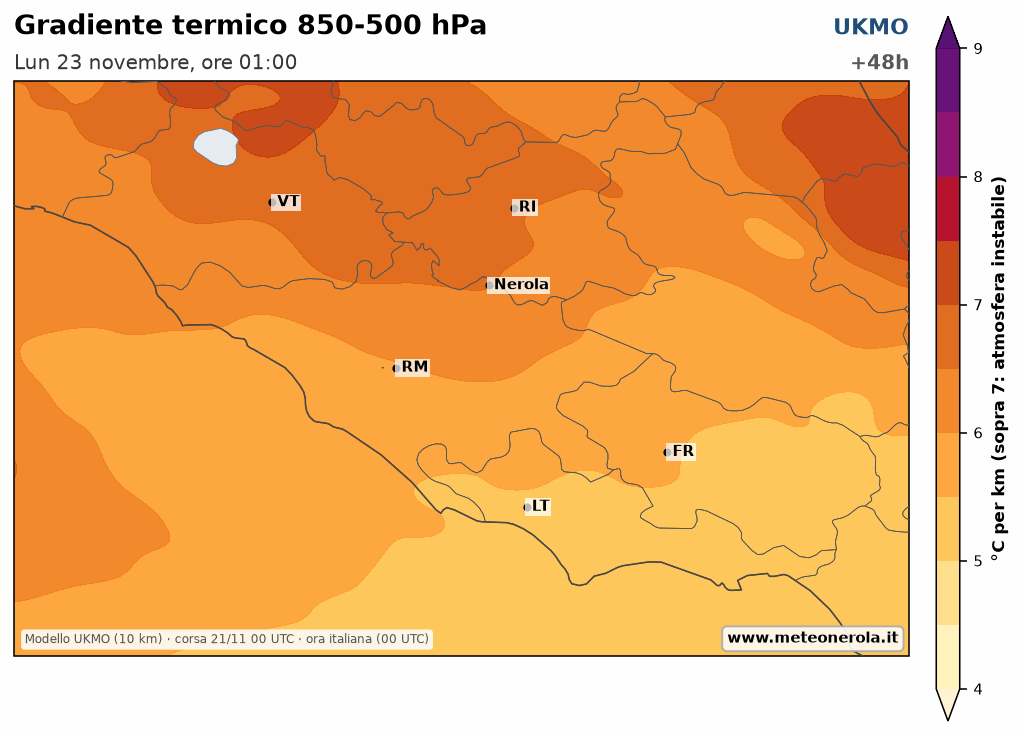 Gradiente termico 850-500 hPa
UKMO
Lun 23 novembre, ore 01:00
+48h
VT
RI
Nerola
RM
FR
LT
Modello UKMO (10 km) · corsa 21/11 00 UTC · ora italiana (00 UTC)
www.meteonerola.it
9
8
7
6
5
4
°C per km (sopra 7: atmosfera instabile)